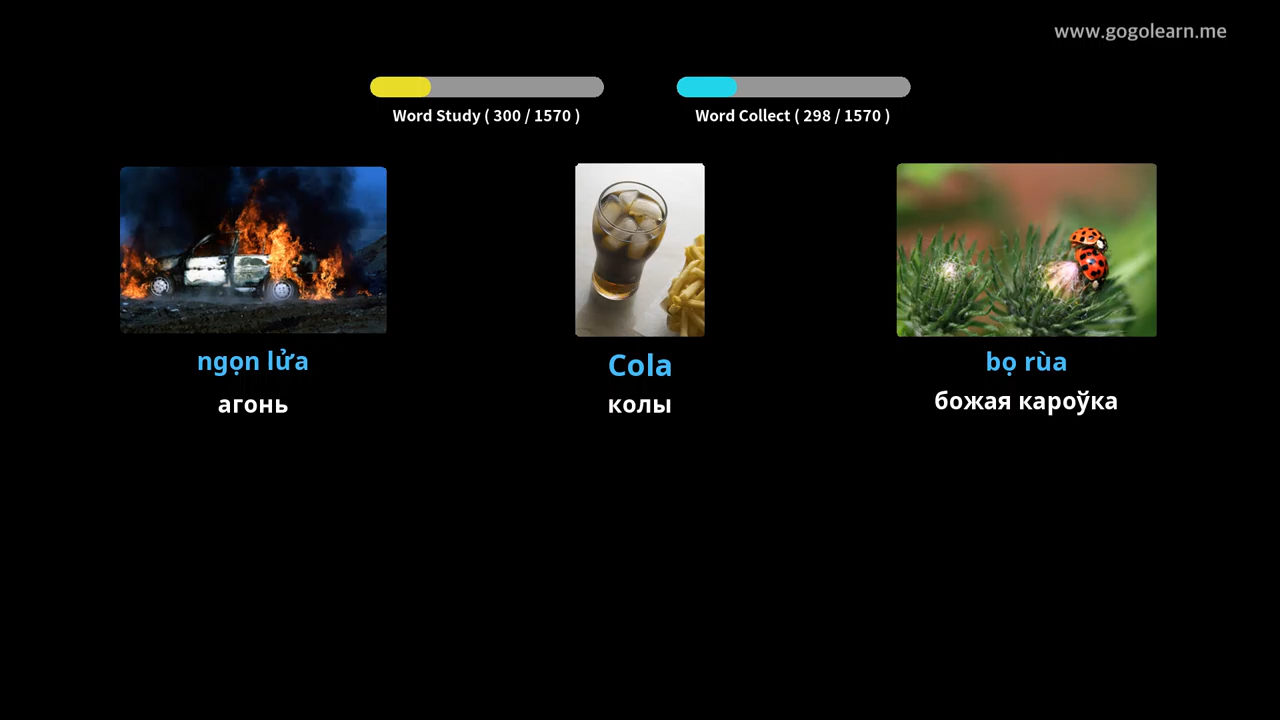 www.gogolearn.me
Word Study ( 300 / 1570 )
Word Collect ( 298 / 1570 )
ngọn lửa
Cola
bọ rùa
агонь
колы
божая кароўка